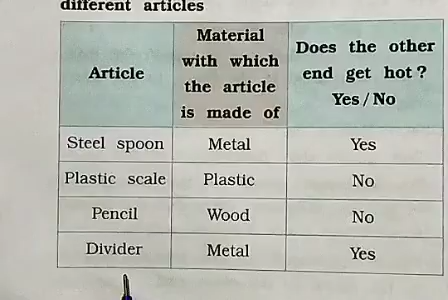 different articles
Article
Material
with which
the article
is made of
Does the other
end get hot ?
Yes / No
Steel spoon Metal Yes
Plastic scale Plastic No
Pencil Wood No
Divider Metal Yes